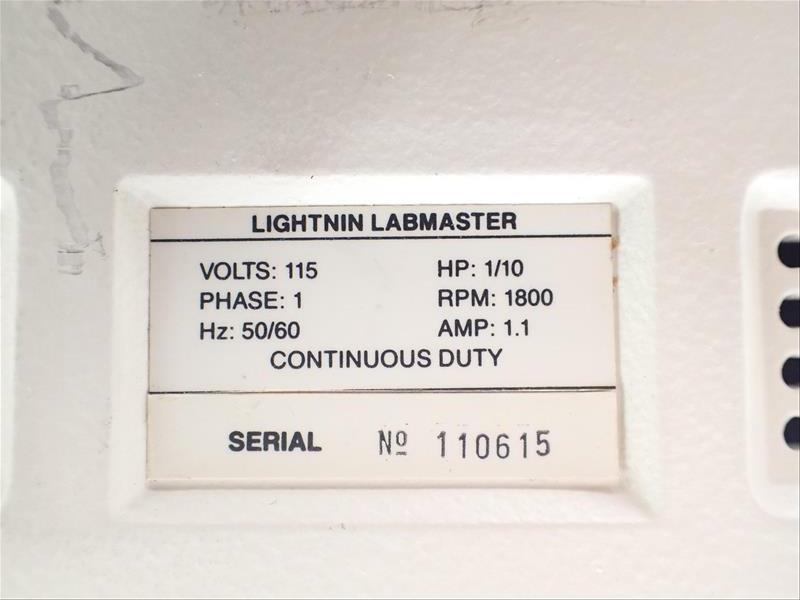 LIGHTNIN LABMASTER
VOLTS: 115 HP: 1/10
PHASE: 1 RPM: 1800
Hz: 50/60 AMP: 1.1
CONTINUOUS DUTY
SERIAL Nº 110615